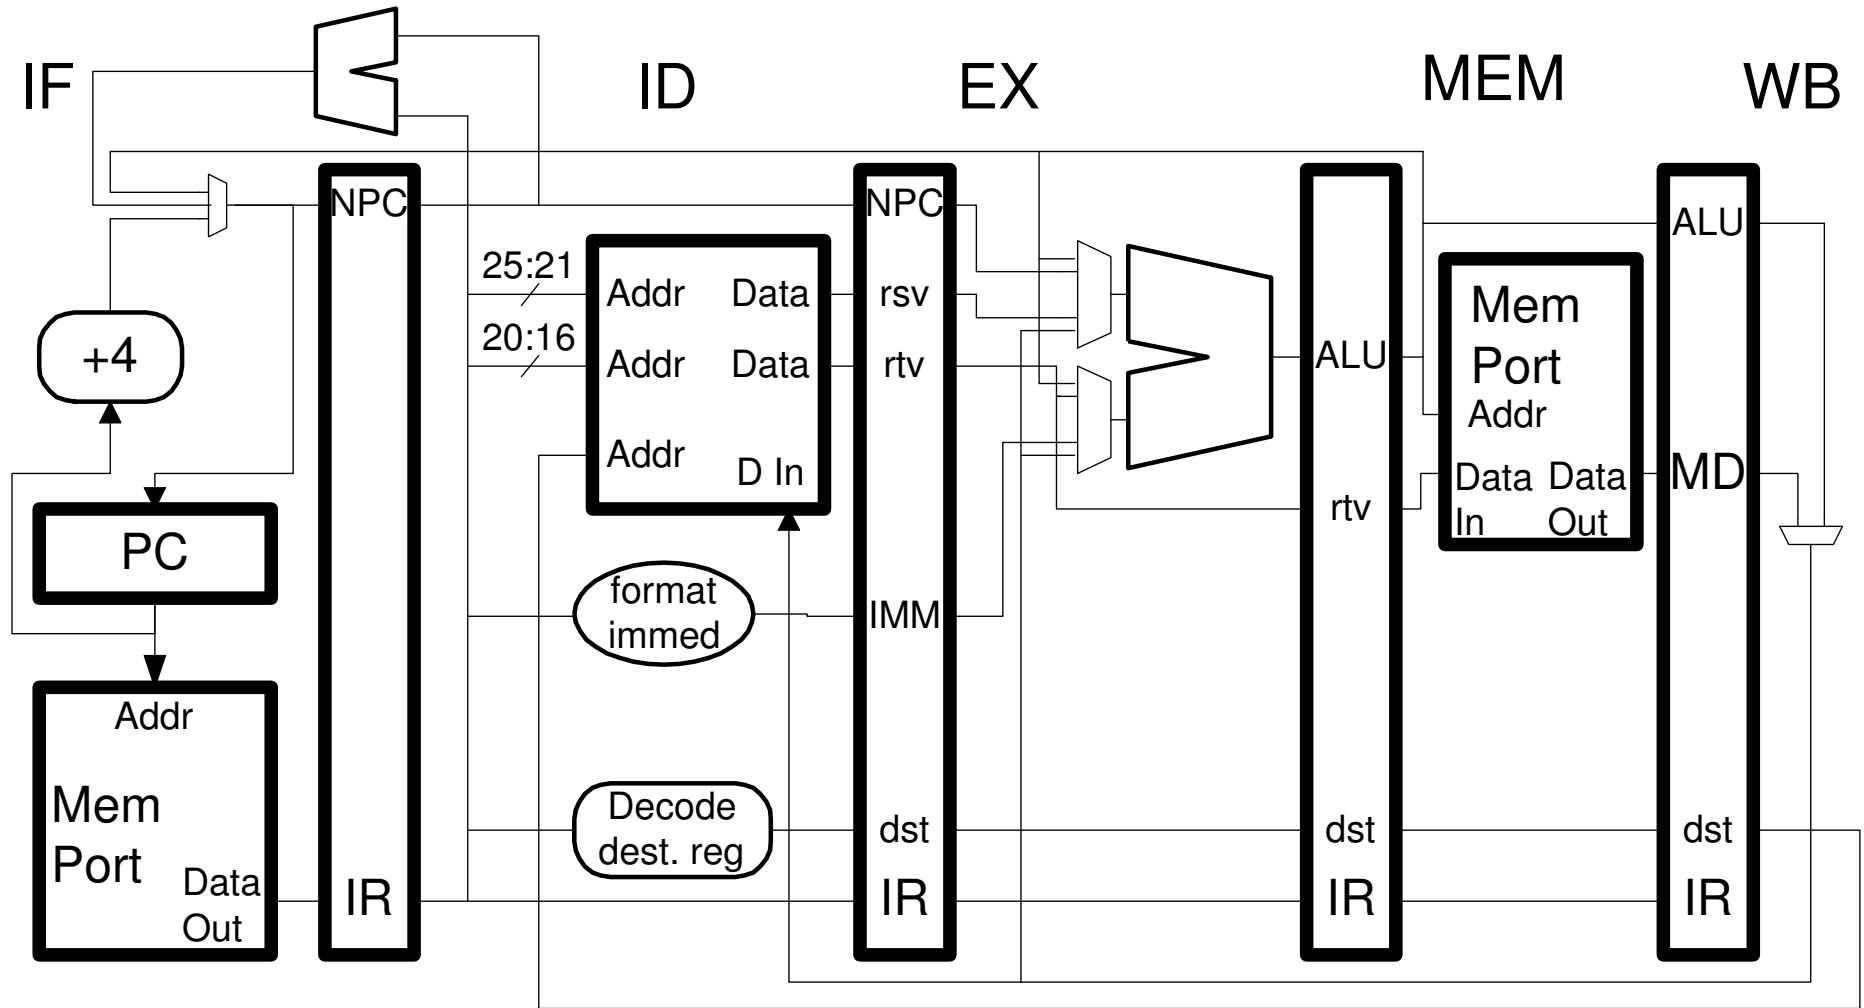 IF
ID
EX
MEM
WB
NPC
NPC
ALU
25:21
Addr
Data
rsv
20:16
Addr
Data
rtv
Addr
D In
+4
PC
ALU
Mem
Port
Addr
Data
In
Data
Out
MD
rtv
format
immed
IMM
Addr
Mem
Port
Data
Out
Decode
dest. reg
dst
dst
dst
IR
IR
IR
IR